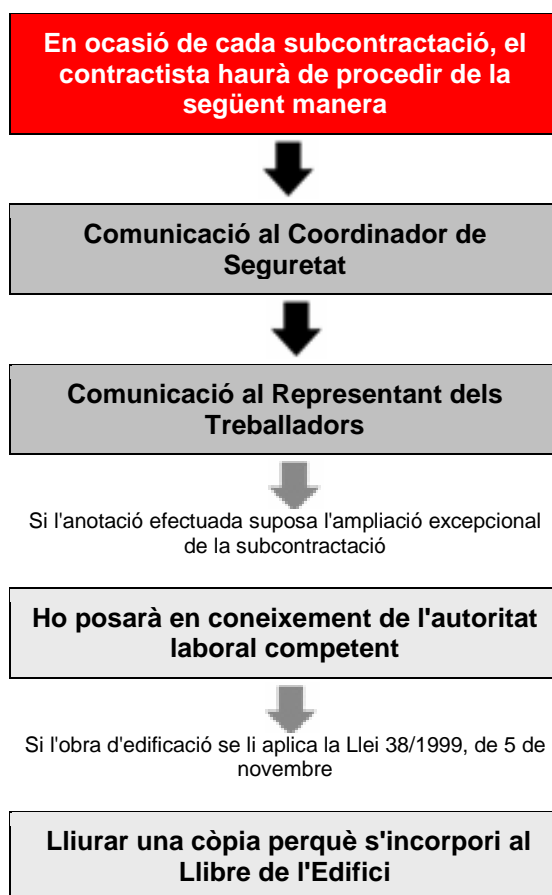 En ocasió de cada subcontractació, el
contractista haurà de procedir de la
següent manera
Comunicació al Coordinador de
Seguretat
Comunicació al Representant dels
Treballadors
Si l'anotació efectuada suposa l'ampliació excepcional
de la subcontractació
Ho posarà en coneixement de l'autoritat
laboral competent
Si l'obra d'edificació se li aplica la Llei 38/1999, de 5 de
novembre
Lliurar una còpia perquè s'incorpori al
Llibre de l'Edifici